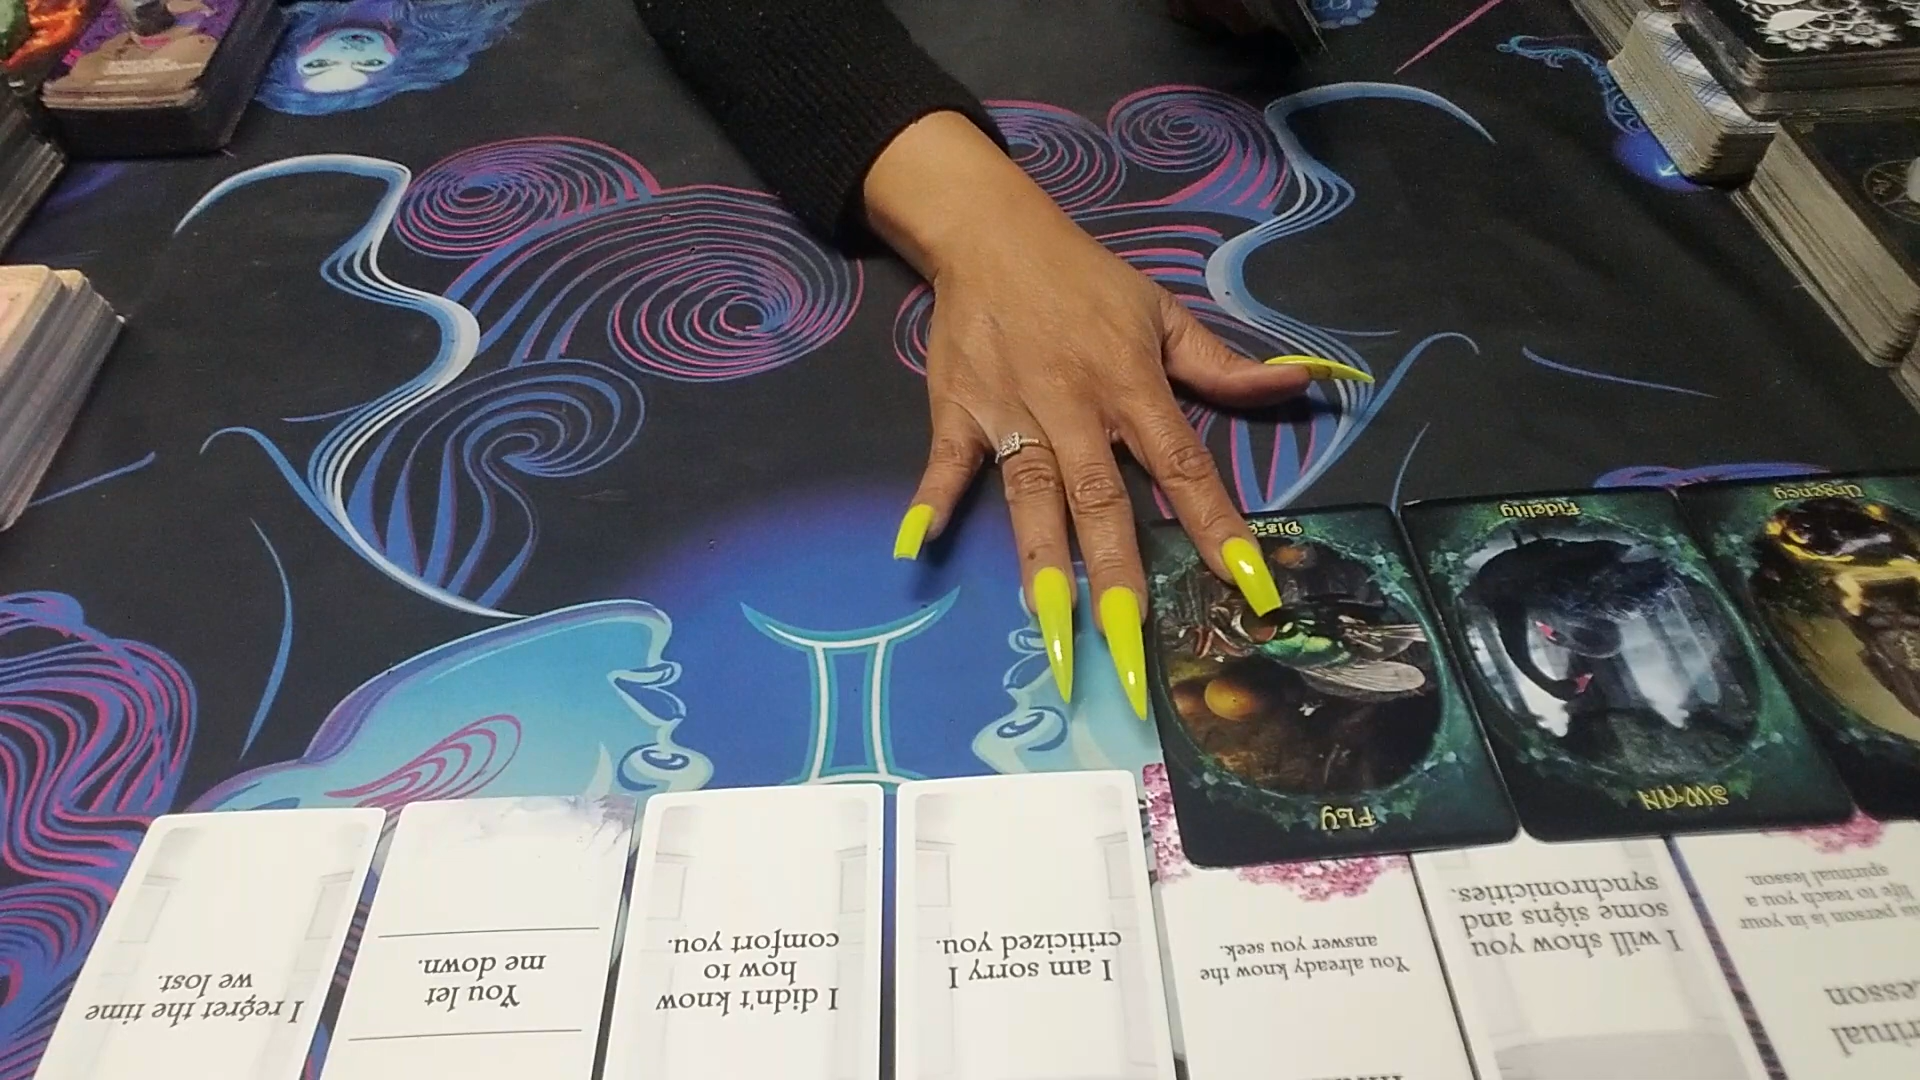 I regret the time
we lost.
You let
me down.
I didn't know
how to
comfort you.
I am sorry I
criticized you.
You already know the
answer you seek.
I will show you
some signs and
synchronicities.
person is in your
life to teach you a
spiritual lesson.
FLY
SWAN
Fidelity
Urgency